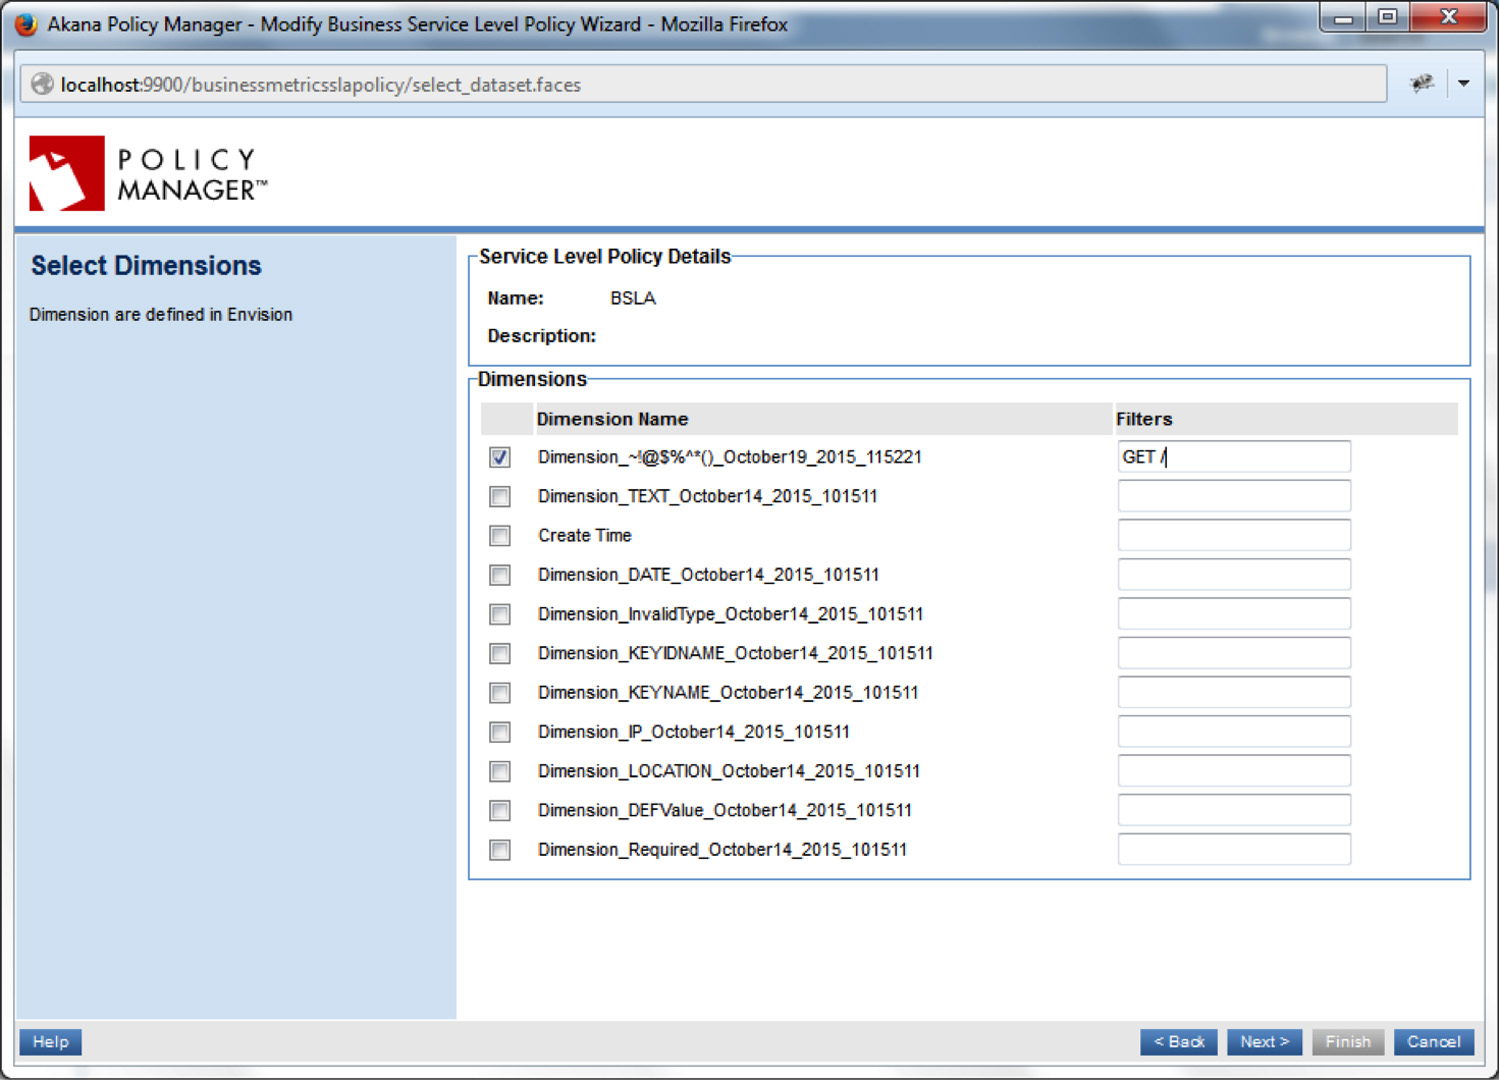 Akana Policy Manager - Modify Business Service Level Policy Wizard - Mozilla Firefox
localhost:9900/businessmetricsslapolicy/select_dataset.faces
POLICY
MANAGER™
Select Dimensions
Dimension are defined in Envision
Service Level Policy Details
Name: BSLA
Description:
Dimensions
Dimension Name Filters
Dimension_~!@$%^*()_October19_2015_115221 GET /
Dimension_TEXT_October14_2015_101511
Create Time
Dimension_DATE_October14_2015_101511
Dimension_InvalidType_October14_2015_101511
Dimension_KEYIDNAME_October14_2015_101511
Dimension_KEYNAME_October14_2015_101511
Dimension_IP_October14_2015_101511
Dimension_LOCATION_October14_2015_101511
Dimension_DEFValue_October14_2015_101511
Dimension_Required_October14_2015_101511
Help < Back Next > Finish Cancel